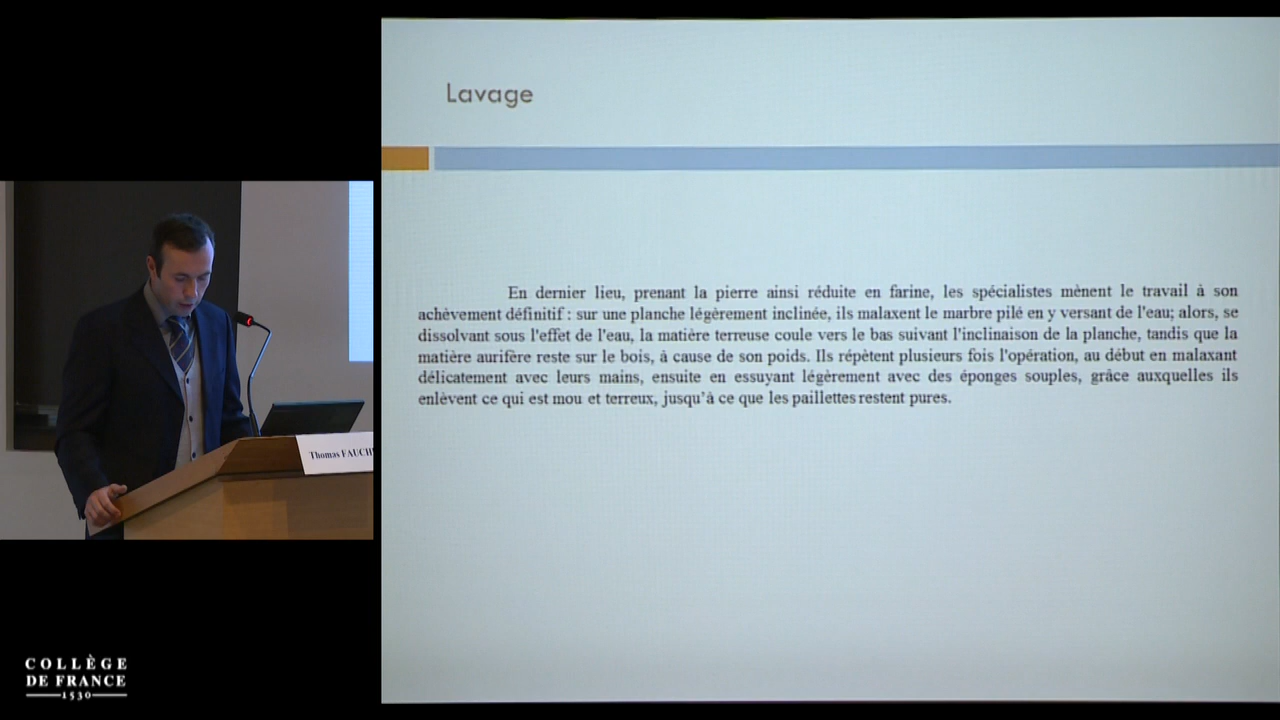 Lavage
En dernier lieu, prenant la pierre ainsi réduite en farine, les spécialistes mènent le travail à son
achèvement définitif : sur une planche légèrement inclinée, ils malaxent le marbre pilé en y versant de l'eau; alors, se
dissolvant sous l'effet de l'eau, la matière terreuse coule vers le bas suivant l'inclinaison de la planche, tandis que la
matière aurifère reste sur le bois, à cause de son poids. Ils répètent plusieurs fois l'opération, au début en malaxant
délicatement avec leurs mains, ensuite en essuyant légèrement avec des éponges souples, grâce auxquelles ils
enlèvent ce qui est mou et terreux, jusqu'à ce que les paillettes restent pures.
Thomas FAUCH
COLLÈGE
DE FRANCE
1530